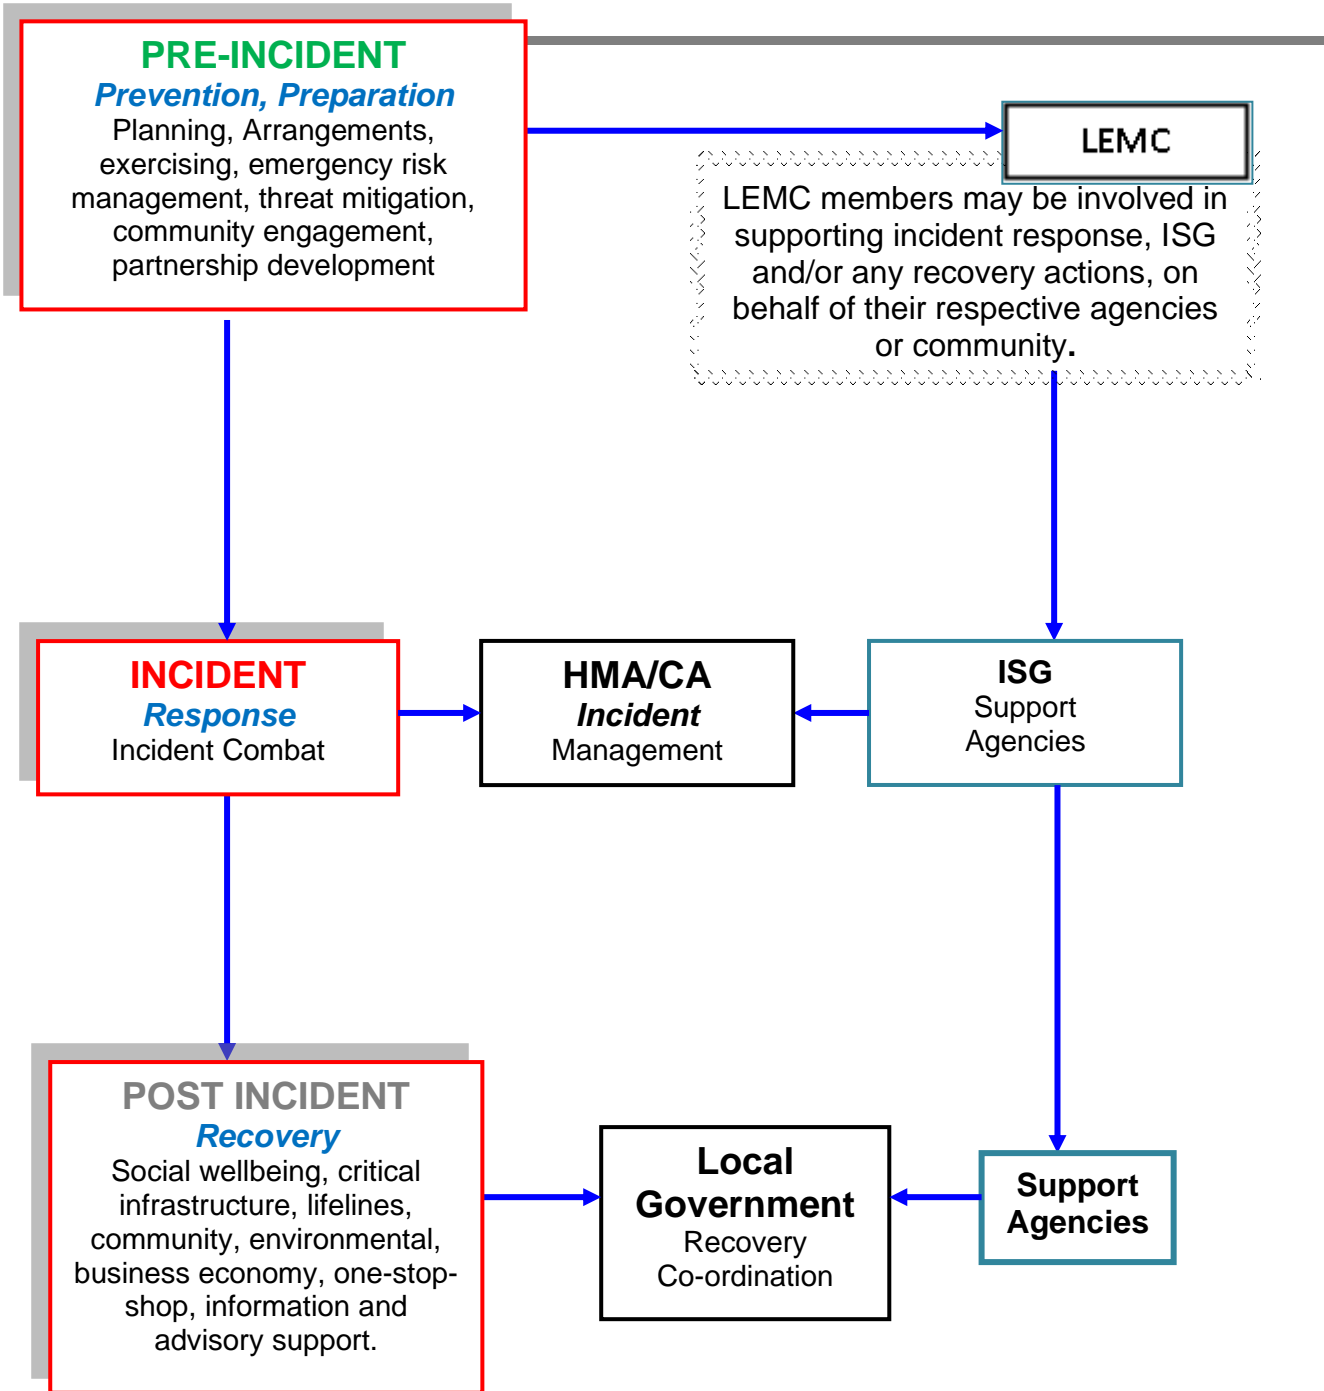 PRE-INCIDENT
Prevention, Preparation
Planning, Arrangements,
exercising, emergency risk
management, threat mitigation,
community engagement,
partnership development
LEMC
LEMC members may be involved in
supporting incident response, ISG
and/or any recovery actions, on
behalf of their respective agencies
or community.
INCIDENT
Response
Incident Combat
HMA/CA
Incident
Management
ISG
Support
Agencies
POST INCIDENT
Recovery
Social wellbeing, critical
infrastructure, lifelines,
community, environmental,
business economy, one-stop-
shop, information and
advisory support.
Local
Government
Recovery
Co-ordination
Support
Agencies